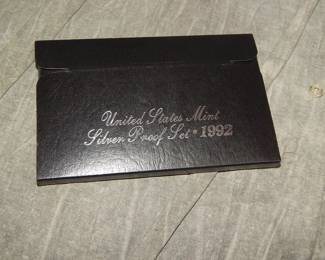 United States Mint
Silver Proof Set • 1992